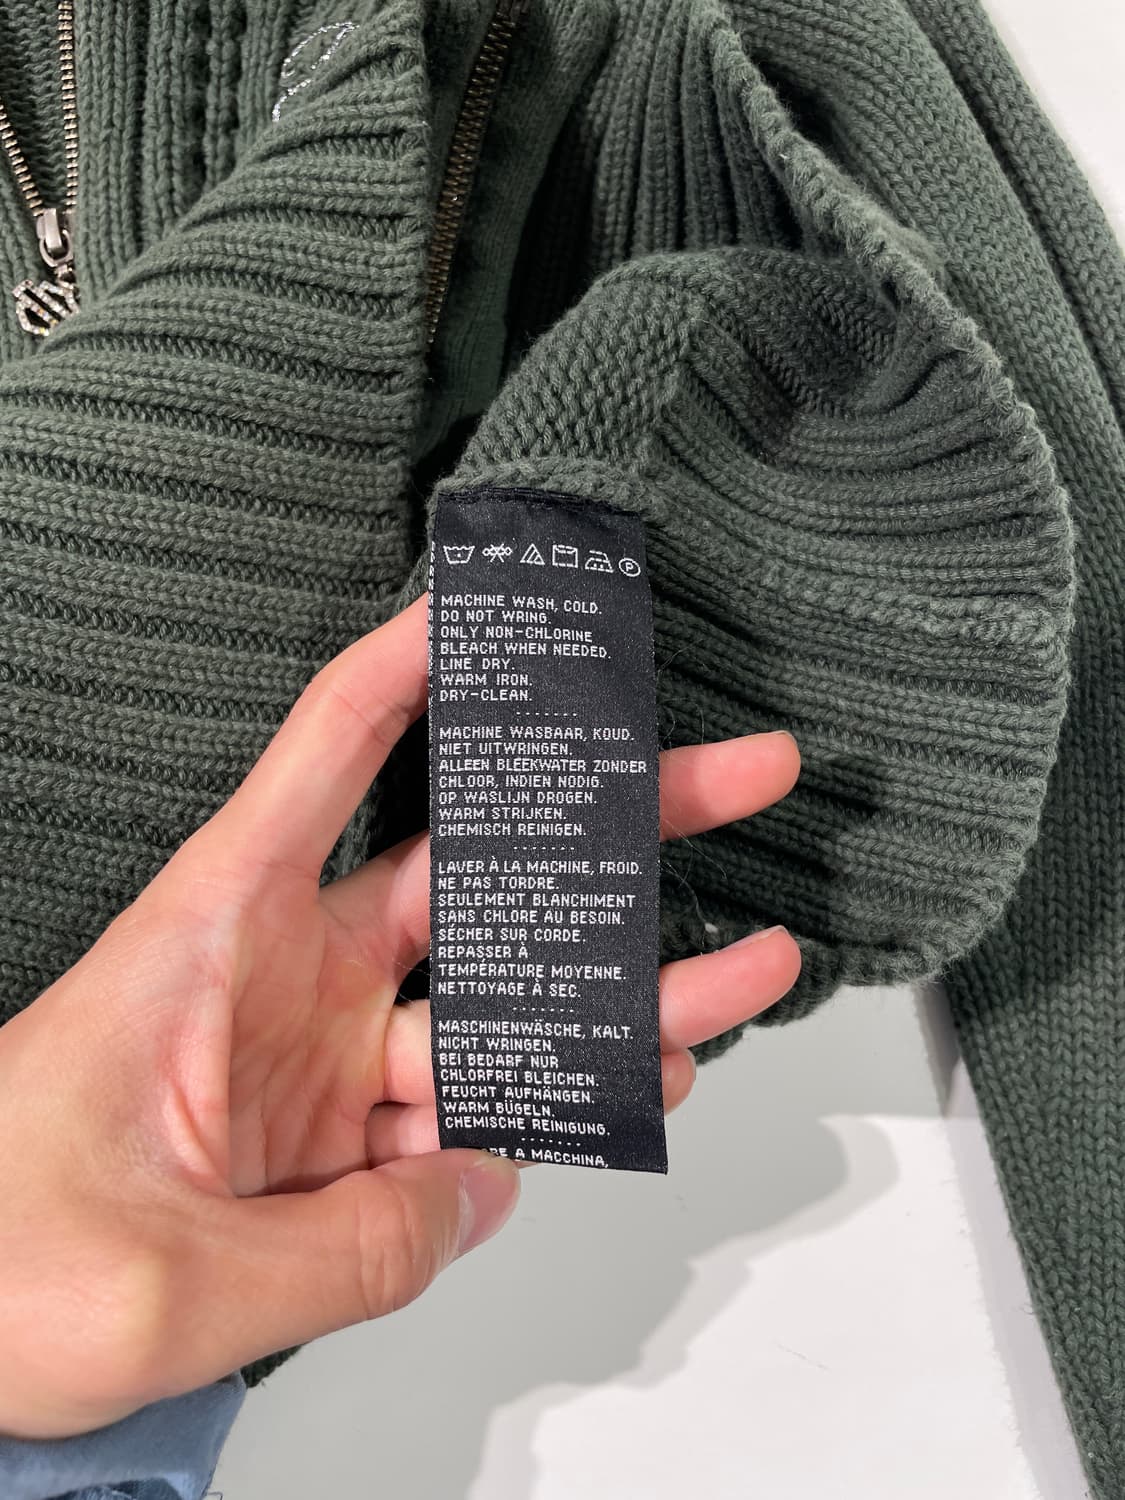 P
MACHINE WASH, COLD.
DO NOT WRING.
ONLY NON-CHLORINE
BLEACH WHEN NEEDED.
LINE DRY.
WARM IRON.
DRY-CLEAN.
MACHINE WASBAAR, KOUD.
NIET UITWRINGEN.
ALLEEN BLEEKWATER ZONDER
CHLOOR, INDIEN NODIG.
OP WASLIJN DROGEN.
WARM STRIJKEN.
CHEMISCH REINIGEN.
LAVER À LA MACHINE, FROID.
NE PAS TORDRE.
SEULEMENT BLANCHIMENT
SANS CHLORE AU BESOIN.
SÉCHER SUR CORDE.
REPASSER À
TEMPÉRATURE MOYENNE.
NETTOYAGE À SEC.
MASCHINENWÄSCHE, KALT.
NICHT WRINGEN.
BEI BEDARF NUR
CHLORFREI BLEICHEN.
FEUCHT AUFHÄNGEN.
WARM BÜGELN.
CHEMISCHE REINIGUNG.
A MACCHINA,